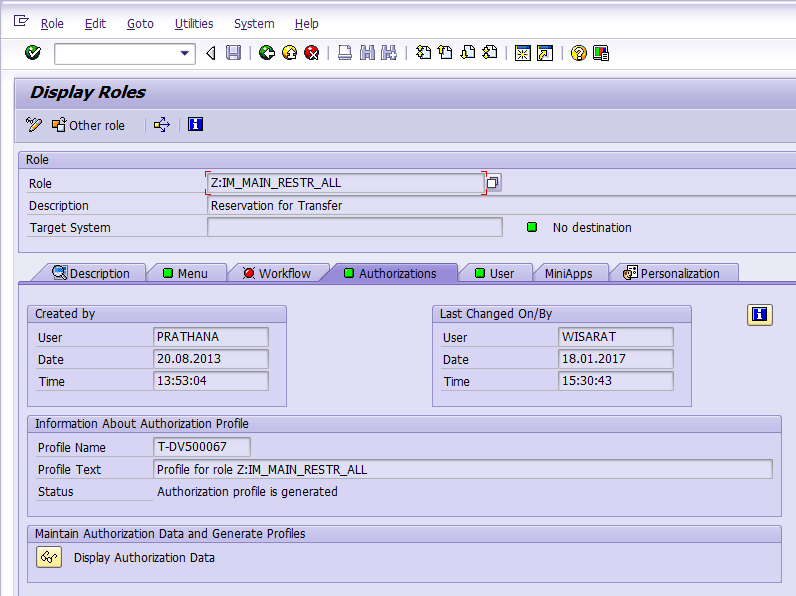 Role Edit Goto Utilities System Help
Display Roles
Other role
Role
Role Z:IM_MAIN_RESTR_ALL
Description Reservation for Transfer
Target System No destination
Description Menu Workflow Authorizations User MiniApps Personalization
Created by Last Changed On/By
User PRATHANA User WISARAT
Date 20.08.2013 Date 18.01.2017
Time 13:53:04 Time 15:30:43
Information About Authorization Profile
Profile Name T-DV500067
Profile Text Profile for role Z:IM_MAIN_RESTR_ALL
Status Authorization profile is generated
Maintain Authorization Data and Generate Profiles
Display Authorization Data